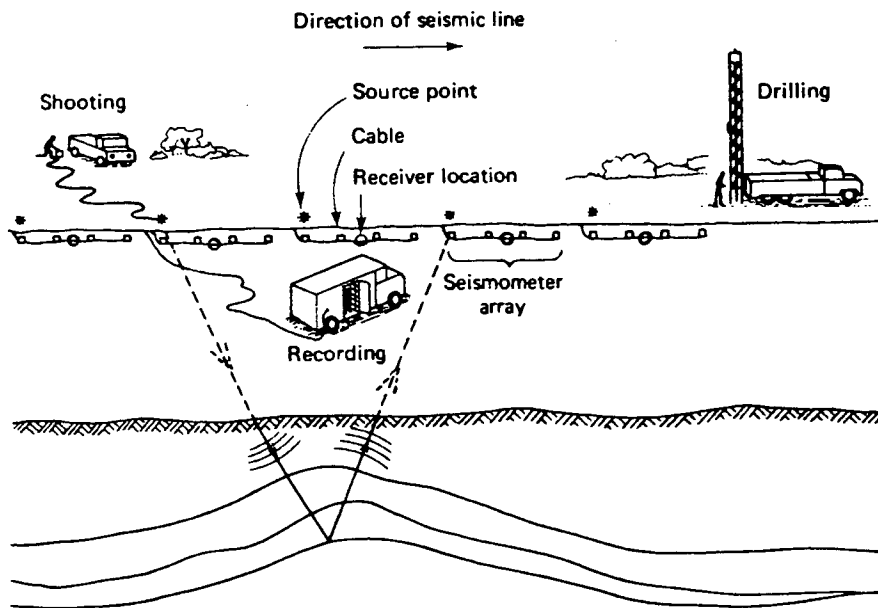 Direction of seismic line
Shooting
Source point
Drilling
Cable
Receiver location
Seismometer
array
Recording